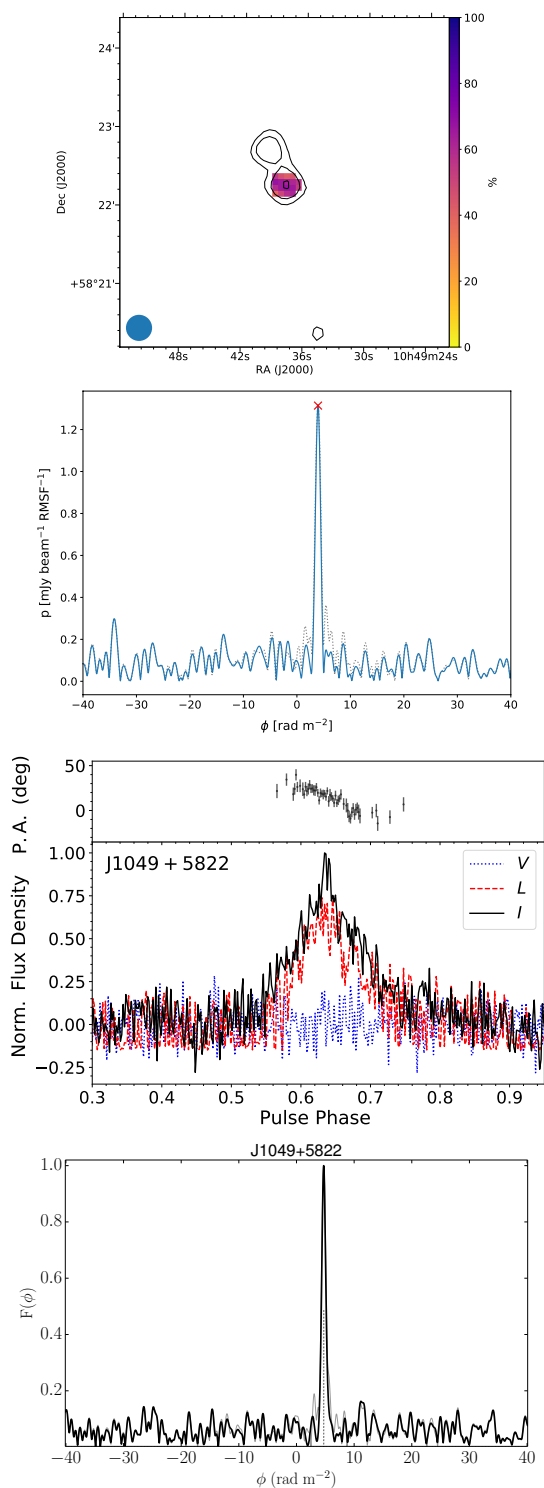 24'
23'
22'
+58°21'
Dec (J2000)
48s 42s 36s 30s 10h49m24s
RA (J2000)
100
80
60
40
20
0
%
1.2
1.0
0.8
0.6
0.4
0.2
0.0
p [mJy beam⁻¹ RMSF⁻¹]
−40 −30 −20 −10 0 10 20 30 40
ϕ [rad m⁻²]
50
0
P.A. (deg)
J1049+5822
V
L
I
1.00
0.75
0.50
0.25
0.00
−0.25
Norm. Flux Density
0.3 0.4 0.5 0.6 0.7 0.8 0.9
Pulse Phase
J1049+5822
1.0
0.8
0.6
0.4
0.2
F(ϕ)
−40 −30 −20 −10 0 10 20 30 40
ϕ (rad m⁻²)